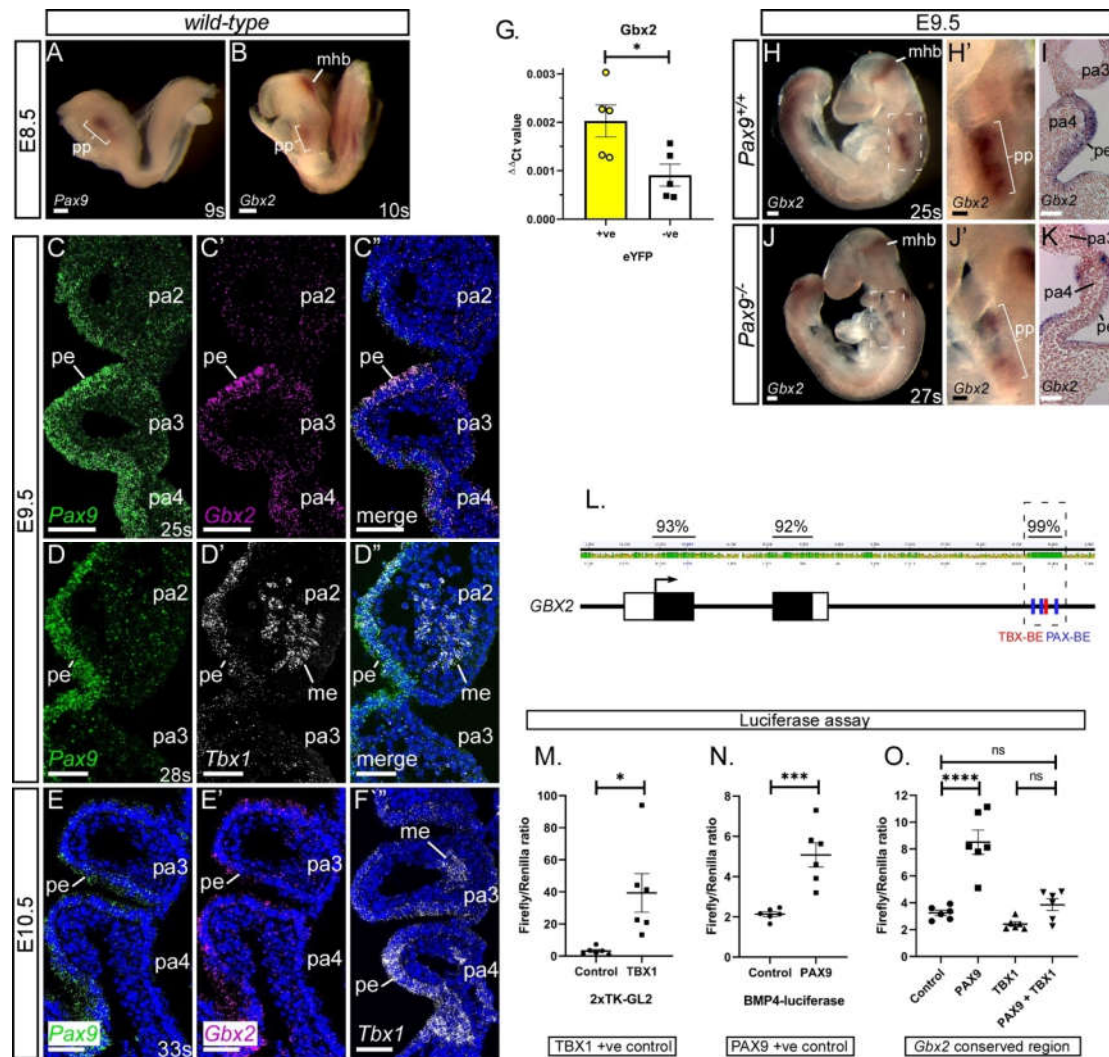 wild-type
E8.5
A
pp
Pax9
9s
B
mhb
pp
Gbx2
10s
G.
Gbx2
*
0.003
0.002
0.001
0.000
ΔΔCt value
+ve
-ve
eYFP
E9.5
Pax9+/+
H
mhb
Gbx2
25s
H'
pp
Gbx2
I
pa3
pa4
pe
Gbx2
Pax9-/-
J
mhb
Gbx2
27s
J'
pp
Gbx2
K
pa3
pa4
pe
Gbx2
E9.5
C
pa2
pe
pa3
pa4
Pax9
25s
C'
pa2
pa3
pa4
Gbx2
C"
pa2
pa3
pa4
merge
D
pa2
pe
pa3
Pax9
28s
D'
pa2
pe
me
pa3
Tbx1
D"
pa2
pe
me
pa3
merge
E10.5
E
pa3
pe
pa4
Pax9
33s
E'
pa3
pe
pa4
Gbx2
F'"
me
pa3
pa4
pe
Tbx1
L.
93%
92%
99%
GBX2
TBX-BE PAX-BE
Luciferase assay
M.
*
100
80
60
40
20
0
Firefly/Renilla ratio
Control
TBX1
2xTK-GL2
TBX1 +ve control
N.
***
8
6
4
2
0
Firefly/Renilla ratio
Control
PAX9
BMP4-luciferase
PAX9 +ve control
O.
ns
****
ns
12
10
8
6
4
2
0
Firefly/Renilla ratio
Control
PAX9
TBX1
PAX9 + TBX1
Gbx2 conserved region